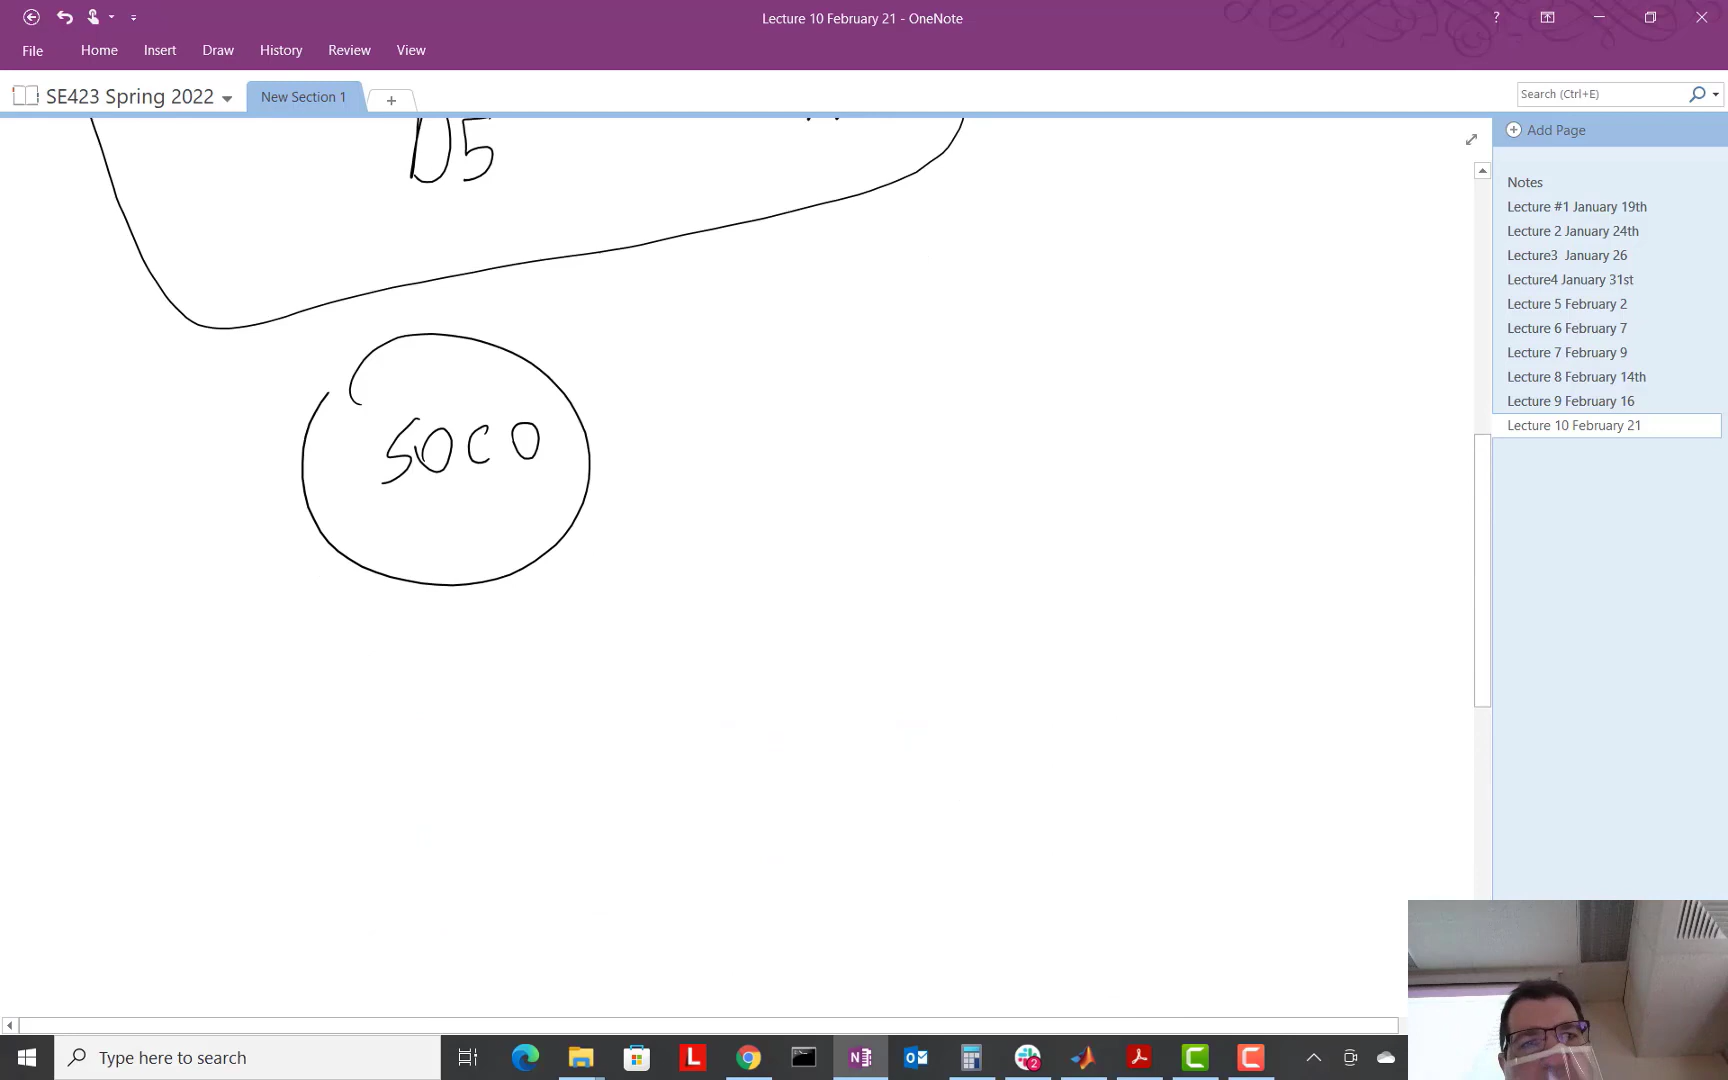 Lecture 10 February 21 - OneNote
?
File
Home
Insert
Draw
History
Review
View
SE423 Spring 2022
New Section 1
Search (Ctrl+E)
Add Page
Notes
Lecture #1 January 19th
Lecture 2 January 24th
Lecture3 January 26
Lecture4 January 31st
Lecture 5 February 2
Lecture 6 February 7
Lecture 7 February 9
Lecture 8 February 14th
Lecture 9 February 16
Lecture 10 February 21
D5
SOCO
Type here to search
L
N
2
C
C